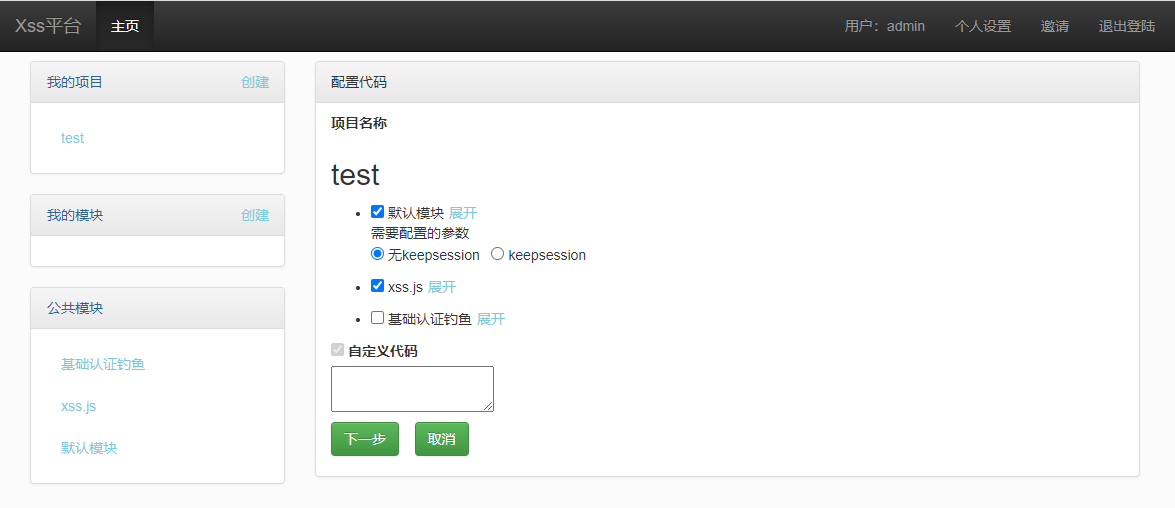 Xss平台 主页 用户：admin 个人设置 邀请 退出登陆
我的项目 创建
test
我的模块 创建
公共模块
基础认证钓鱼
xss.js
默认模块
配置代码
项目名称
test
默认模块 展开
需要配置的参数
无keepsession keepsession
xss.js 展开
基础认证钓鱼 展开
自定义代码
下一步 取消